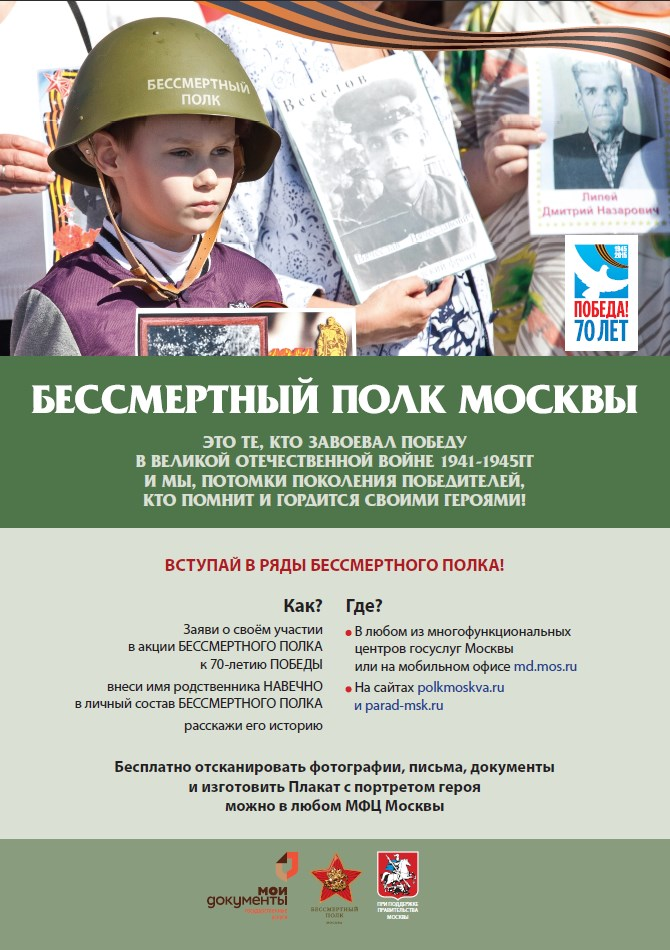 БЕССМЕРТНЫЙ
ПОЛК
Веселов
Липей
Дмитрий Назарович
1945
2015
ПОБЕДА!
70 ЛЕТ
БЕССМЕРТНЫЙ ПОЛК МОСКВЫ
ЭТО ТЕ, КТО ЗАВОЕВАЛ ПОБЕДУ
В ВЕЛИКОЙ ОТЕЧЕСТВЕННОЙ ВОЙНЕ 1941-1945ГГ
И МЫ, ПОТОМКИ ПОКОЛЕНИЯ ПОБЕДИТЕЛЕЙ,
КТО ПОМНИТ И ГОРДИТСЯ СВОИМИ ГЕРОЯМИ!
ВСТУПАЙ В РЯДЫ БЕССМЕРТНОГО ПОЛКА!
Как?
Заяви о своём участии
в акции БЕССМЕРТНОГО ПОЛКА
к 70-летию ПОБЕДЫ
внеси имя родственника НАВЕЧНО
в личный состав БЕССМЕРТНОГО ПОЛКА
расскажи его историю
Где?
В любом из многофункциональных
центров госуслуг Москвы
или на мобильном офисе md.mos.ru
На сайтах polkmoskva.ru
и parad-msk.ru
Бесплатно отсканировать фотографии, письма, документы
и изготовить Плакат с портретом героя
можно в любом МФЦ Москвы
мои
документы
БЕССМЕРТНЫЙ
ПОЛК
МОСКВА
ПРИ ПОДДЕРЖКЕ
ПРАВИТЕЛЬСТВА
МОСКВЫ